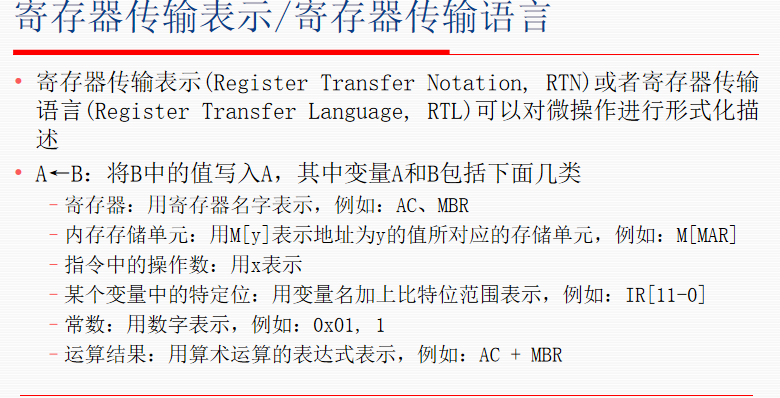 寄存器传输表示/寄存器传输语言
• 寄存器传输表示(Register Transfer Notation, RTN)或者寄存器传输
语言(Register Transfer Language, RTL)可以对微操作进行形式化描
述
• A←B：将B中的值写入A，其中变量A和B包括下面几类
–寄存器：用寄存器名字表示，例如：AC、MBR
–内存存储单元：用M[y]表示地址为y的值所对应的存储单元，例如：M[MAR]
–指令中的操作数：用x表示
–某个变量中的特定位：用变量名加上比特位范围表示，例如：IR[11-0]
–常数：用数字表示，例如：0x01, 1
–运算结果：用算术运算的表达式表示，例如：AC + MBR